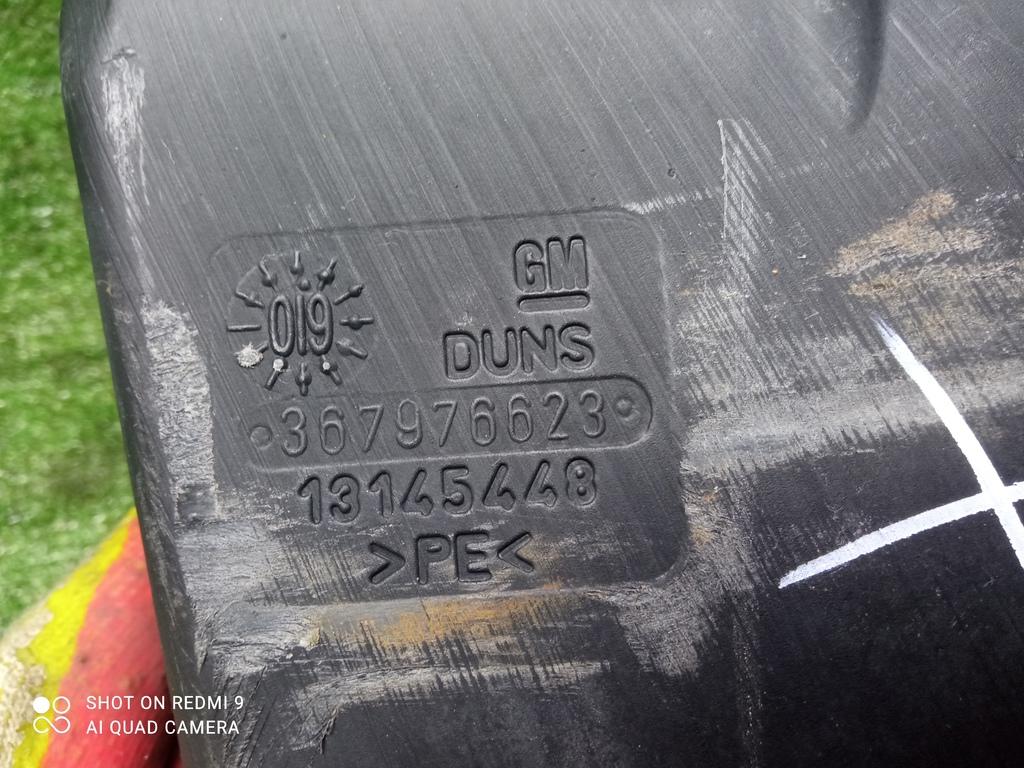 GM
019
DUNS
367976623
13145448
>PE<
SHOT ON REDMI 9
AI QUAD CAMERA